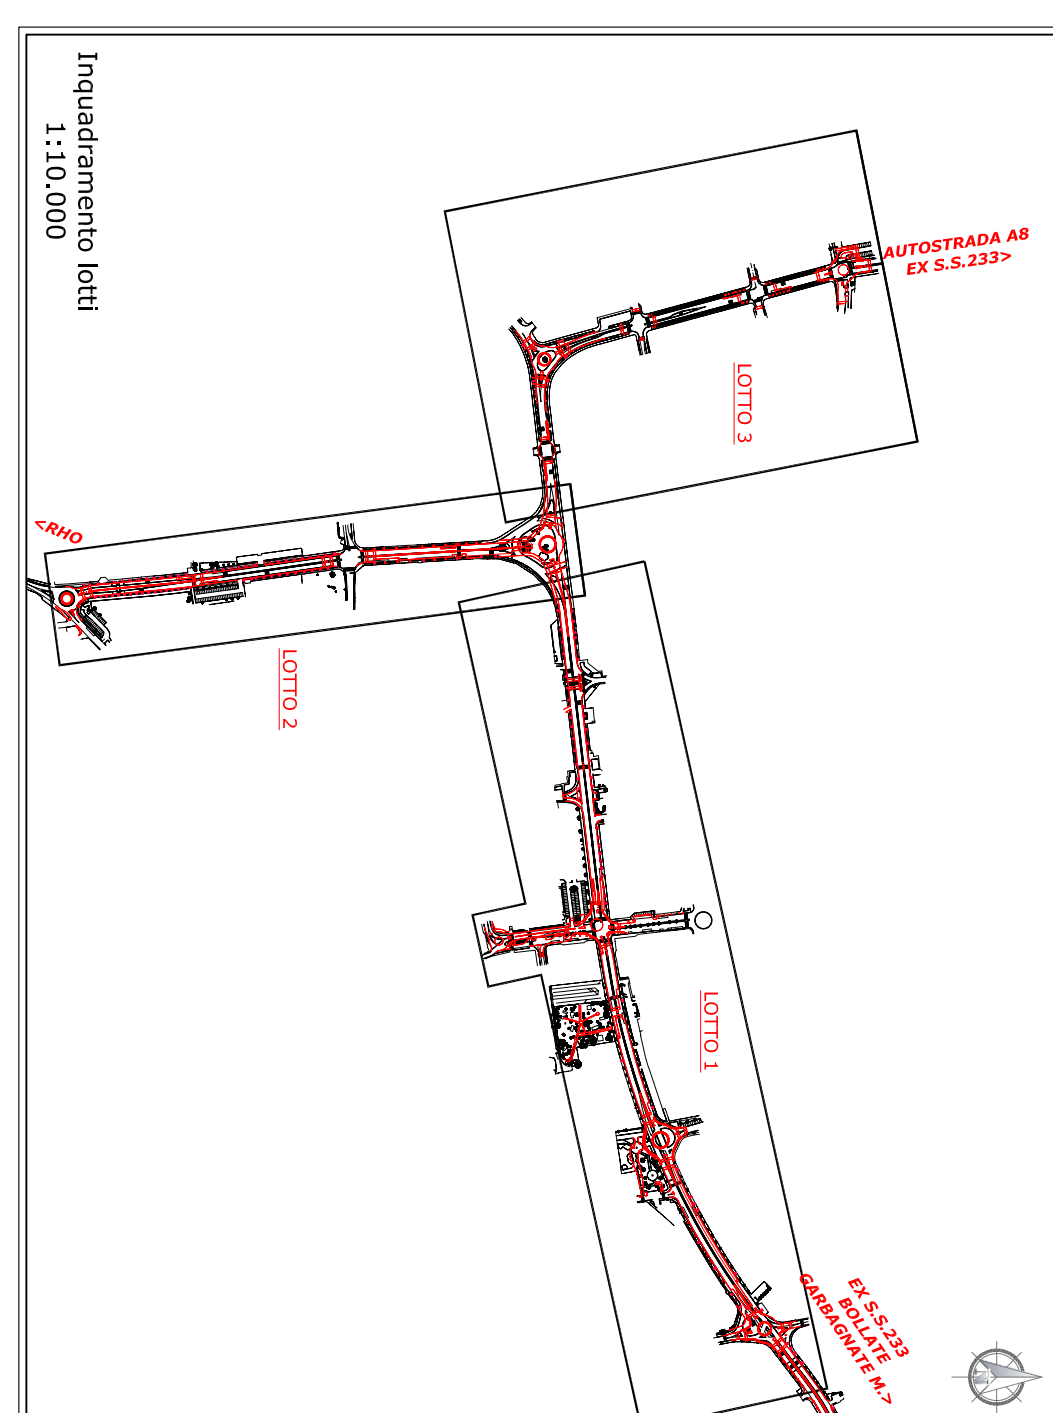 Inquadramento lotti
1:10.000
AUTOSTRADA A8
EX S.S.233>
LOTTO 3
<RHO
LOTTO 2
LOTTO 1
EX S.S.233
BOLLATE
GARBAGNATE M.>